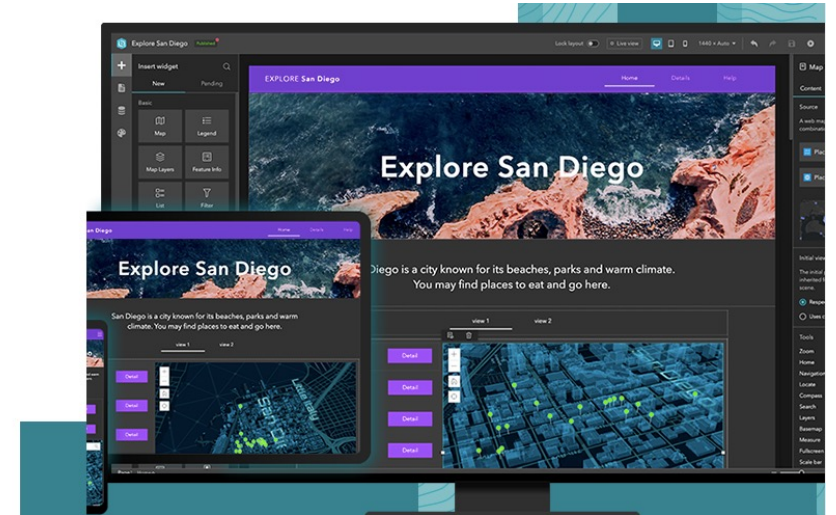 Explore San Diego
Published
Lock layout
Live view
1440 × Auto
Insert widget
New
Pending
Basic
Map
Legend
Map Layers
Feature Info
List
Filter
EXPLORE San Diego
Home
Details
Help
Explore San Diego
Diego is a city known for its beaches, parks and warm climate.
You may find places to eat and go here.
view 1
view 2
Detail
Detail
Detail
Detail
Map
Content
Source
A web map
Initial view
Tools
Zoom
Home
Navigation
Locate
Compass
Search
Layers
Basemap
Measure
Fullscreen
Scale bar
San Diego
Home
Details
Help
Explore San Diego
San Diego is a city known for its beaches, parks and warm
climate. You may find places to eat and go here.
view 1
view 2
Detail
Detail
Detail